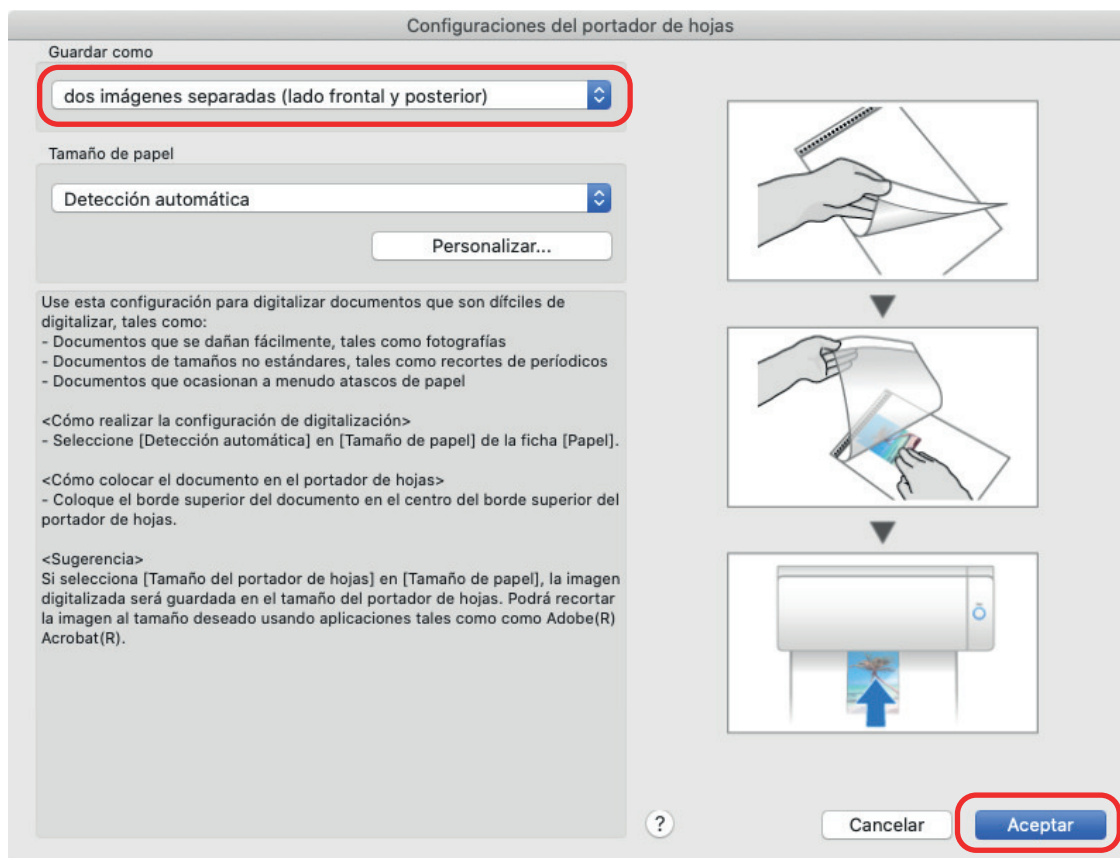 Configuraciones del portador de hojas
Guardar como
dos imágenes separadas (lado frontal y posterior)
Tamaño de papel
Detección automática
Personalizar...
Use esta configuración para digitalizar documentos que son difíciles de
digitalizar, tales como:
- Documentos que se dañan fácilmente, tales como fotografías
- Documentos de tamaños no estándares, tales como recortes de períodicos
- Documentos que ocasionan a menudo atascos de papel
<Cómo realizar la configuración de digitalización>
- Seleccione [Detección automática] en [Tamaño de papel] de la ficha [Papel].
<Cómo colocar el documento en el portador de hojas>
- Coloque el borde superior del documento en el centro del borde superior del
portador de hojas.
<Sugerencia>
Si selecciona [Tamaño del portador de hojas] en [Tamaño de papel], la imagen
digitalizada será guardada en el tamaño del portador de hojas. Podrá recortar
la imagen al tamaño deseado usando aplicaciones tales como como Adobe(R)
Acrobat(R).
?
Cancelar
Aceptar